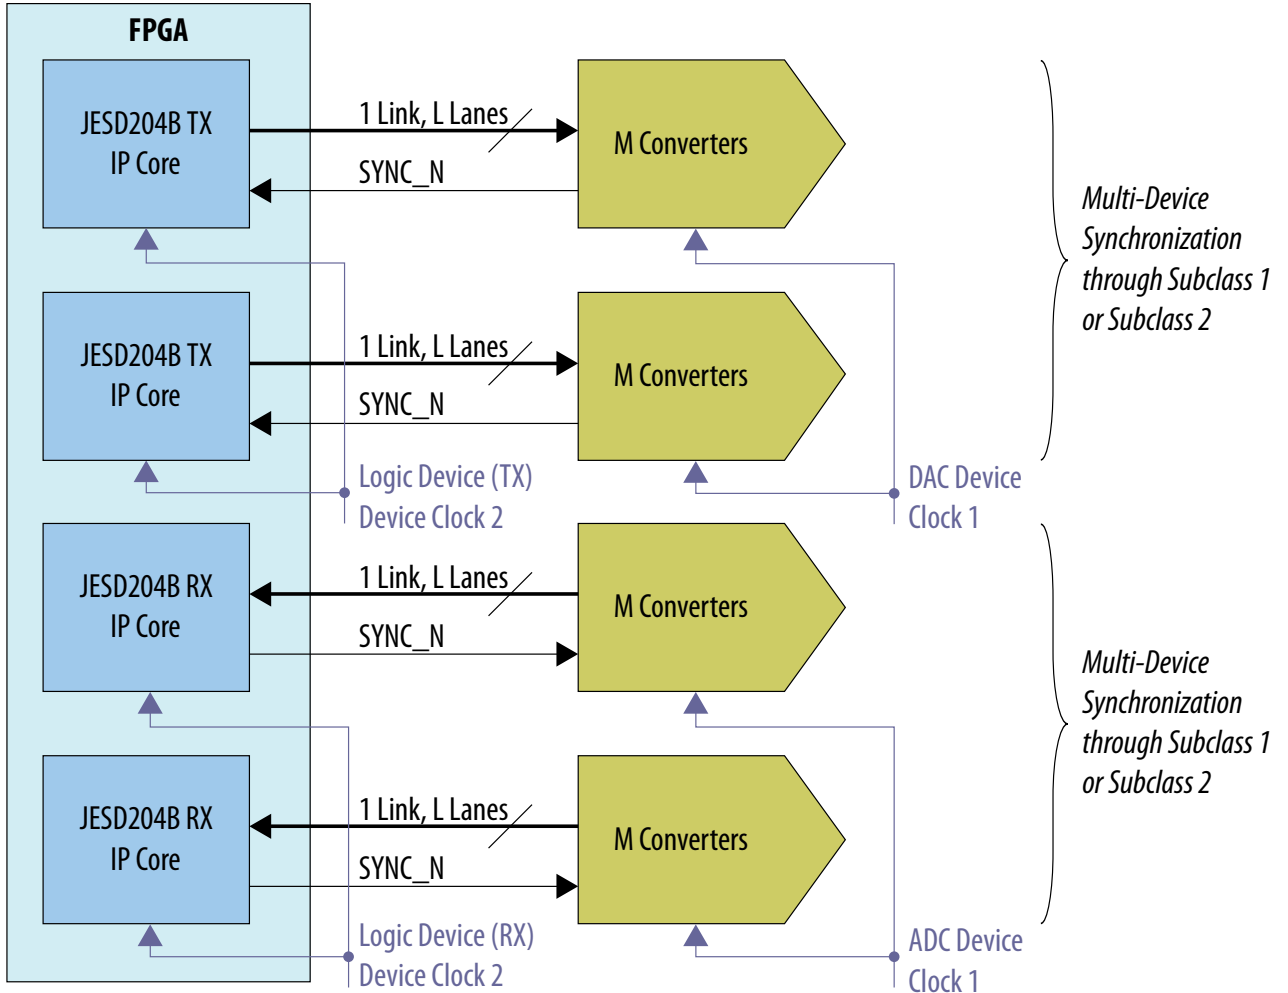 FPGA
JESD204B TX
IP Core
1 Link, L Lanes
SYNC_N
M Converters
JESD204B TX
IP Core
1 Link, L Lanes
SYNC_N
M Converters
Multi-Device
Synchronization
through Subclass 1
or Subclass 2
Logic Device (TX)
Device Clock 2
DAC Device
Clock 1
JESD204B RX
IP Core
1 Link, L Lanes
SYNC_N
M Converters
JESD204B RX
IP Core
1 Link, L Lanes
SYNC_N
M Converters
Multi-Device
Synchronization
through Subclass 1
or Subclass 2
Logic Device (RX)
Device Clock 2
ADC Device
Clock 1